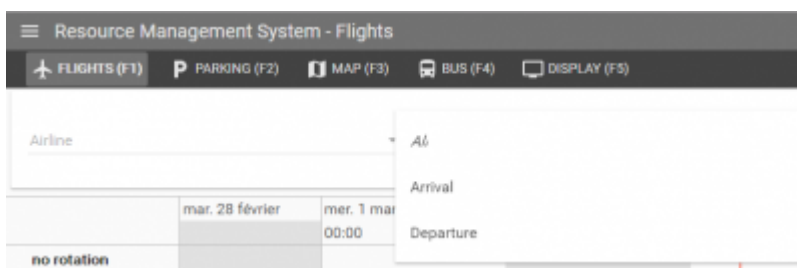 Resource Management System - Flights
FLIGHTS (F1) P PARKING (F2) MAP (F3) BUS (F4) DISPLAY (F5)
Airline
All
Arrival
Departure
mar. 28 février mer. 1 mar
00:00
no rotation